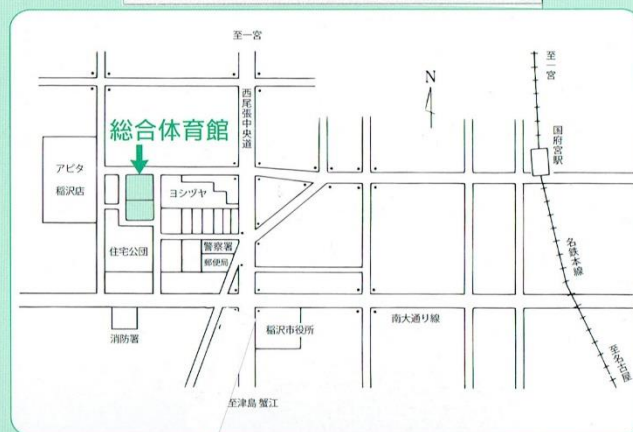 至一宮
至一宮
西尾張中央道
N
国府宮駅
総合体育館
アピタ
稲沢店
ヨシヅヤ
住宅公団
警察署
郵便局
名鉄本線
消防署
稲沢市役所
南大通り線
至名古屋
至津島 蟹江